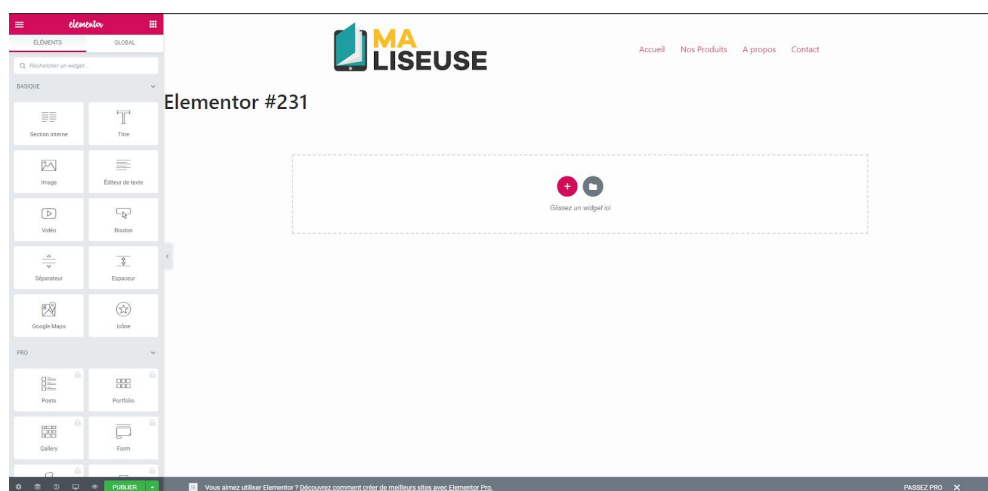 elementor
ÉLÉMENTS
GLOBAL
Rechercher un widget...
BASIQUE
Section interne
Titre
Image
Éditeur de texte
Vidéo
Bouton
Séparateur
Espaceur
Google Maps
Icône
PRO
Posts
Portfolio
Gallery
Form
PUBLIER
MA
LISEUSE
Accueil
Nos Produits
A propos
Contact
Elementor #231
Glissez un widget ici
Vous aimez utiliser Elementor ? Découvrez comment créer de meilleurs sites avec Elementor Pro.
PASSEZ PRO